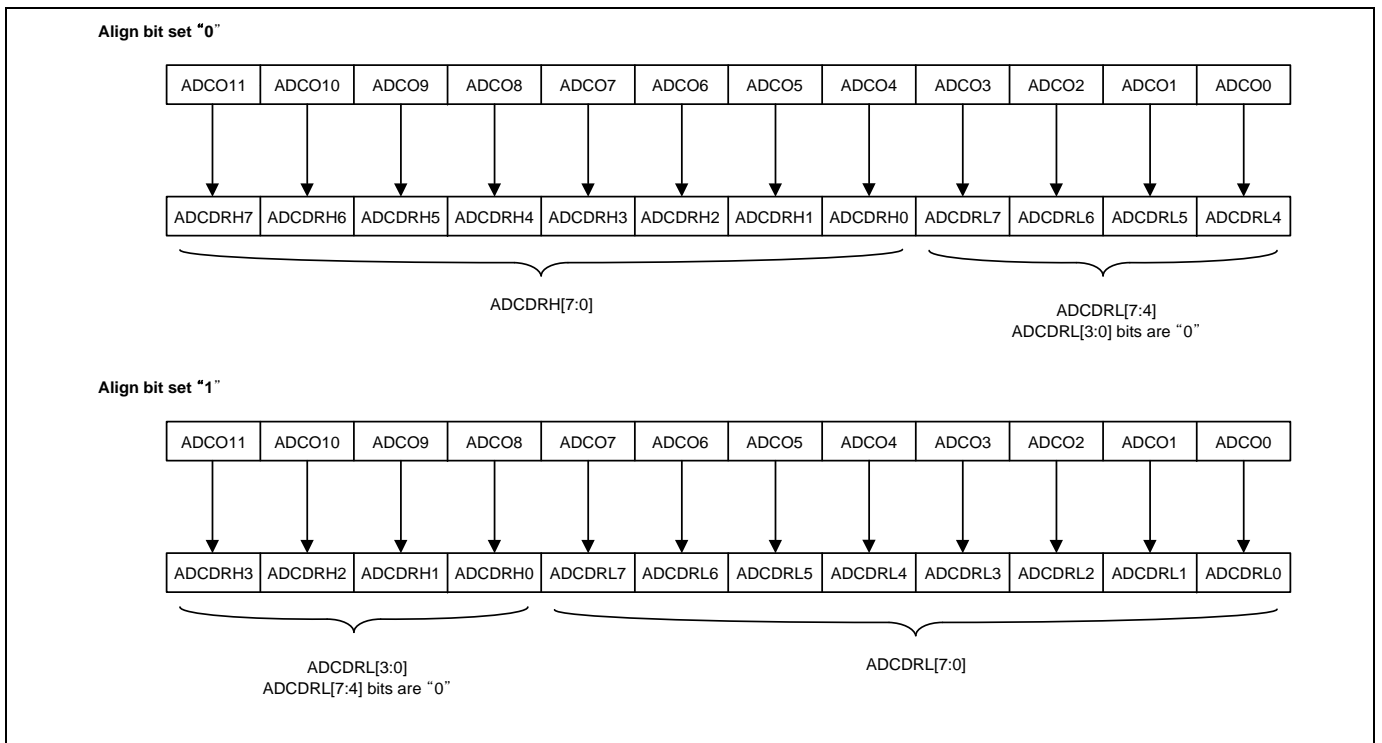 Align bit set “0”
ADCO11 ADCO10 ADCO9 ADCO8 ADCO7 ADCO6 ADCO5 ADCO4 ADCO3 ADCO2 ADCO1 ADCO0
ADCDRH7 ADCDRH6 ADCDRH5 ADCDRH4 ADCDRH3 ADCDRH2 ADCDRH1 ADCDRH0 ADCDRL7 ADCDRL6 ADCDRL5 ADCDRL4
ADCDRH[7:0]
ADCDRL[7:4]
ADCDRL[3:0] bits are “0”
Align bit set “1”
ADCO11 ADCO10 ADCO9 ADCO8 ADCO7 ADCO6 ADCO5 ADCO4 ADCO3 ADCO2 ADCO1 ADCO0
ADCDRH3 ADCDRH2 ADCDRH1 ADCDRH0 ADCDRL7 ADCDRL6 ADCDRL5 ADCDRL4 ADCDRL3 ADCDRL2 ADCDRL1 ADCDRL0
ADCDRL[3:0]
ADCDRL[7:4] bits are “0”
ADCDRL[7:0]